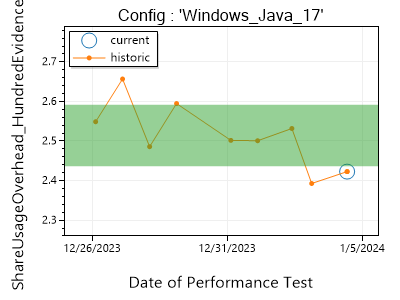 Config : 'Windows_Java_17'
current
historic
ShareUsageOverhead_HundredEvidence
2.7
2.6
2.5
2.4
2.3
12/26/2023
12/31/2023
1/5/2024
Date of Performance Test